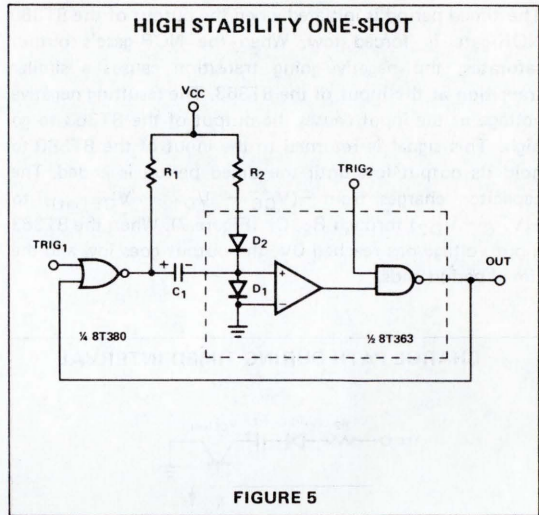 HIGH STABILITY ONE-SHOT
VCC
R1
R2
TRIG2
TRIG1
D2
OUT
+
-
+
C1
D1
-
¼ 8T380
½ 8T363
FIGURE 5